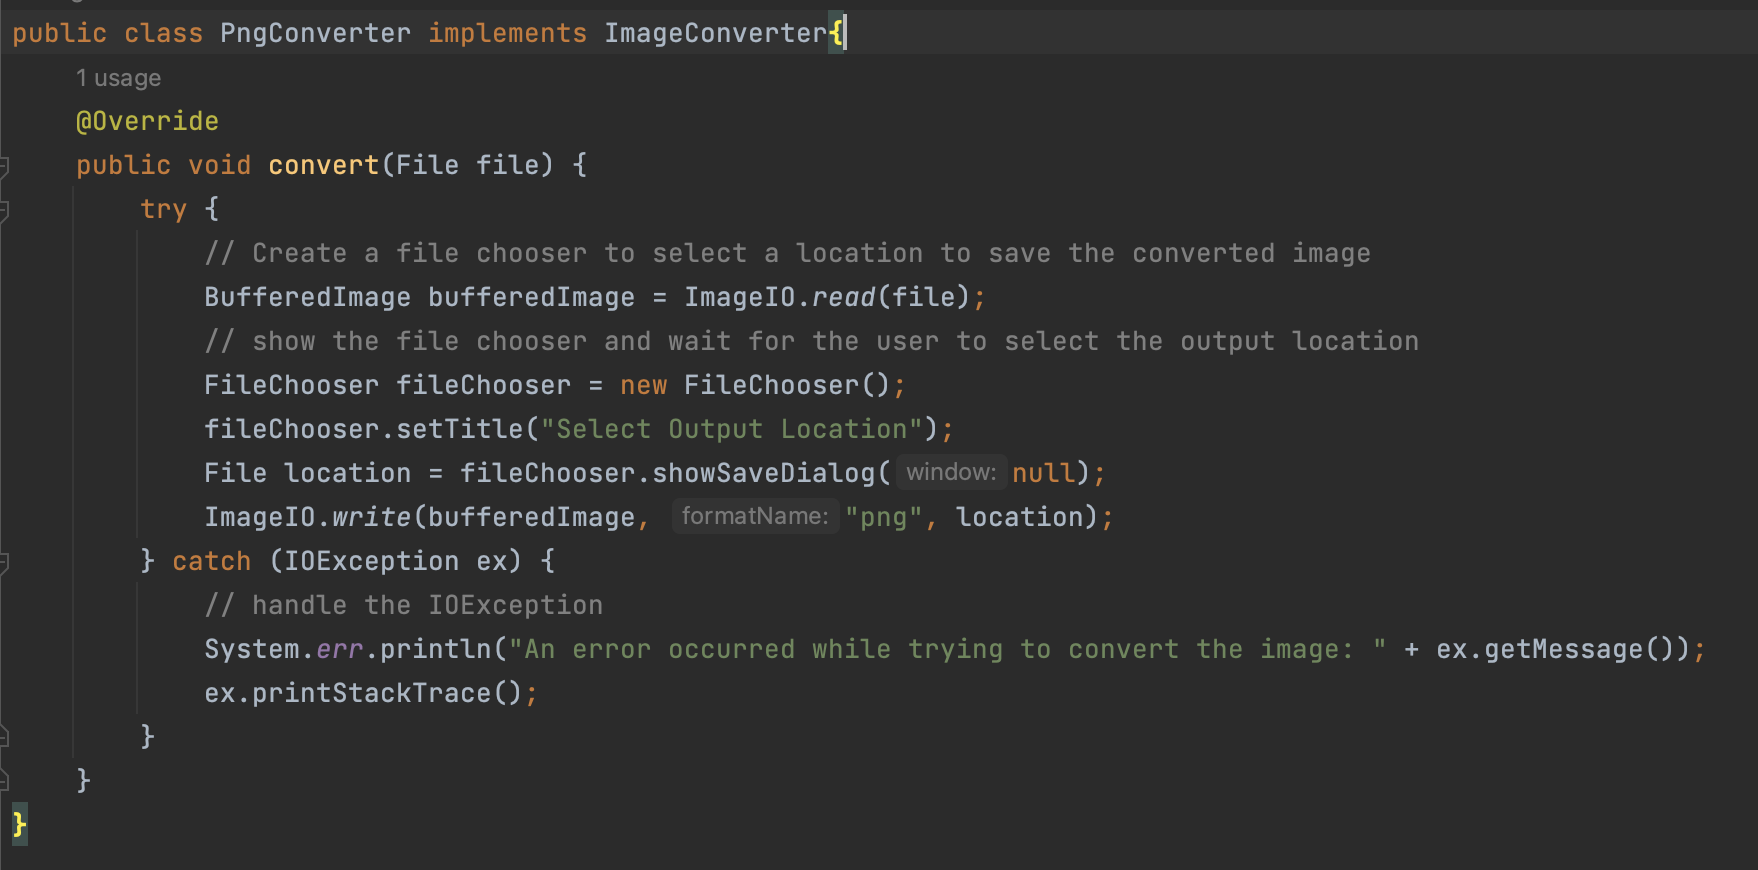 public class PngConverter implements ImageConverter{
1 usage
@Override
public void convert(File file) {
try {
// Create a file chooser to select a location to save the converted image
BufferedImage bufferedImage = ImageIO.read(file);
// show the file chooser and wait for the user to select the output location
FileChooser fileChooser = new FileChooser();
fileChooser.setTitle("Select Output Location");
File location = fileChooser.showSaveDialog( window: null);
ImageIO.write(bufferedImage, formatName: "png", location);
} catch (IOException ex) {
// handle the IOException
System.err.println("An error occurred while trying to convert the image: " + ex.getMessage());
ex.printStackTrace();
}
}
}